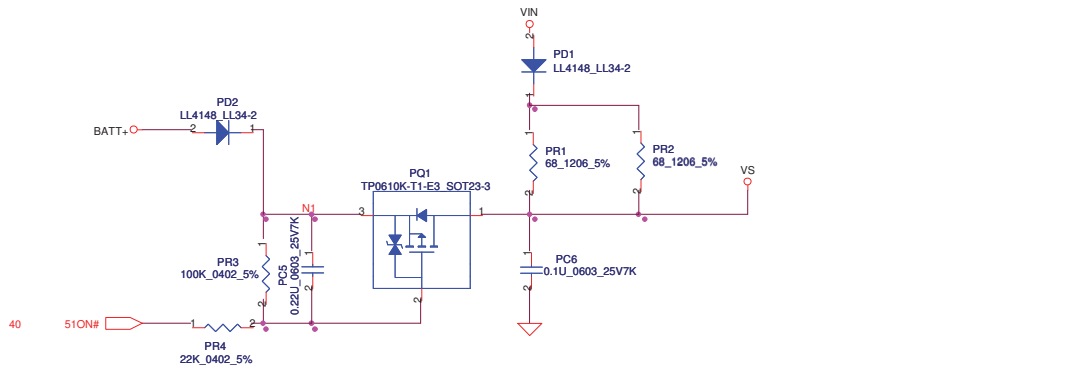 VIN
2
PD1
LL4148_LL34-2
1
PD2
LL4148_LL34-2
BATT+
2
1
1
1
PR1
68_1206_5%
PR2
68_1206_5%
2
2
VS
PQ1
TP0610K-T1-E3_SOT23-3
N1
3
1
1
PR3
100K_0402_5%
2
1
PC5
0.22U_0603_25V7K
2
2
1
PC6
0.1U_0603_25V7K
2
40
51ON#
1
2
PR4
22K_0402_5%